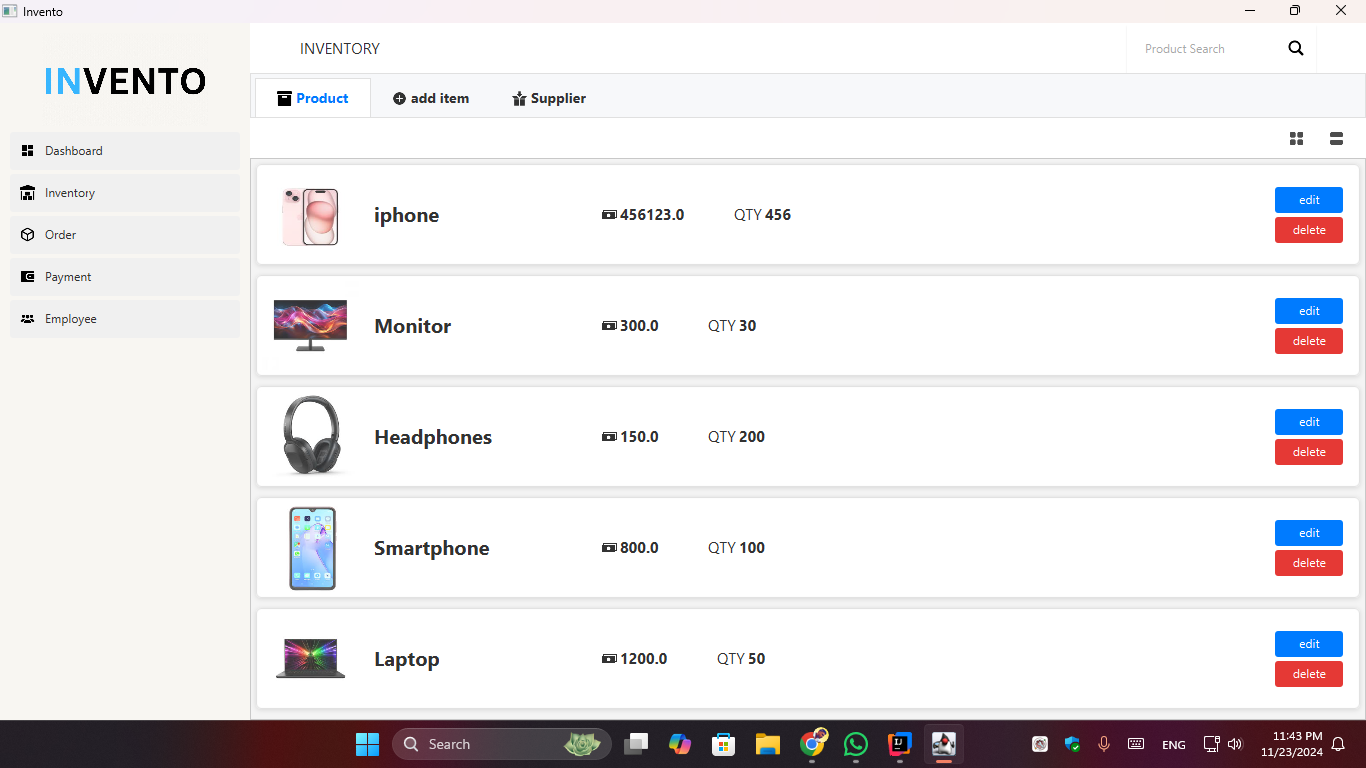 Invento
INVENTO
Dashboard
Inventory
Order
Payment
Employee
INVENTORY
Product Search
Product
add item
Supplier
iphone
456123.0
QTY 456
edit
delete
Monitor
300.0
QTY 30
edit
delete
Headphones
150.0
QTY 200
edit
delete
Smartphone
800.0
QTY 100
edit
delete
Laptop
1200.0
QTY 50
edit
delete
Search
ENG
11:43 PM
11/23/2024